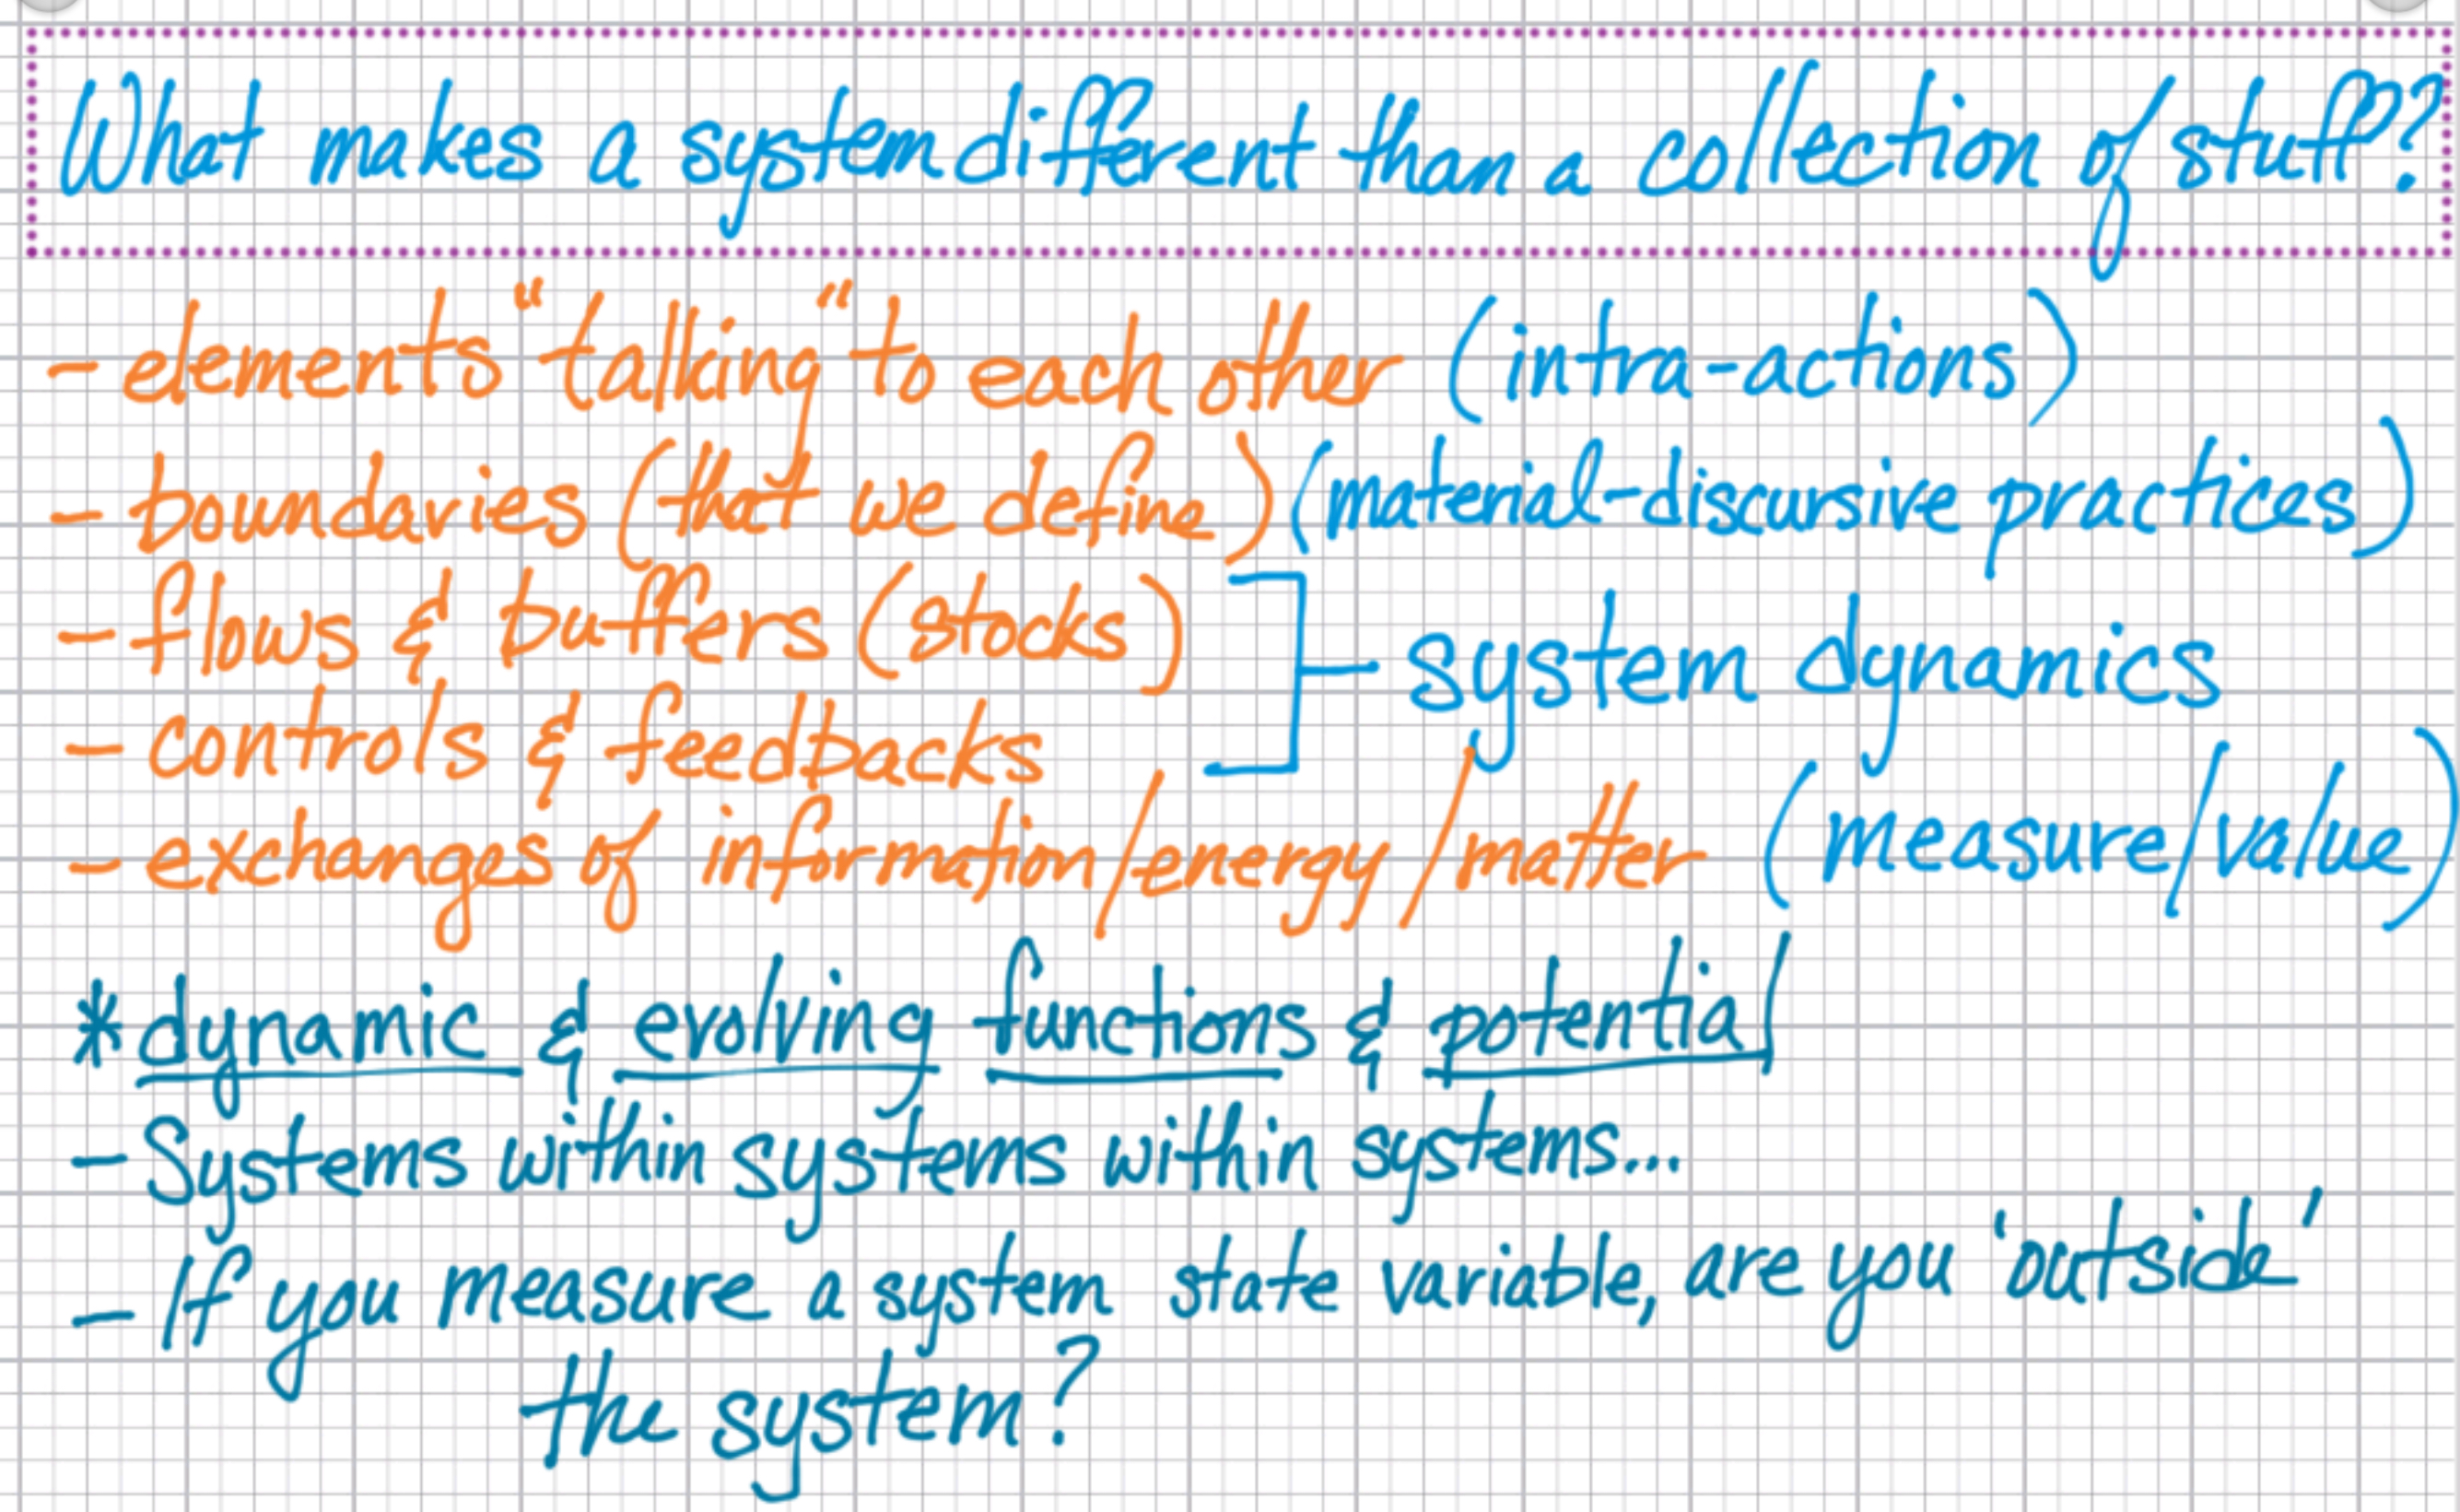 What makes a system different than a collection of stuff?
- elements "talking" to each other (intra-actions)
- boundaries (that we define) (material-discursive practices)
- flows & buffers (stocks)
system dynamics
- controls & feedbacks
- exchanges of information/energy/matter (measure/value)
* dynamic & evolving functions & potential
- Systems within systems within systems...
- If you measure a system state variable, are you 'outside'
the system?